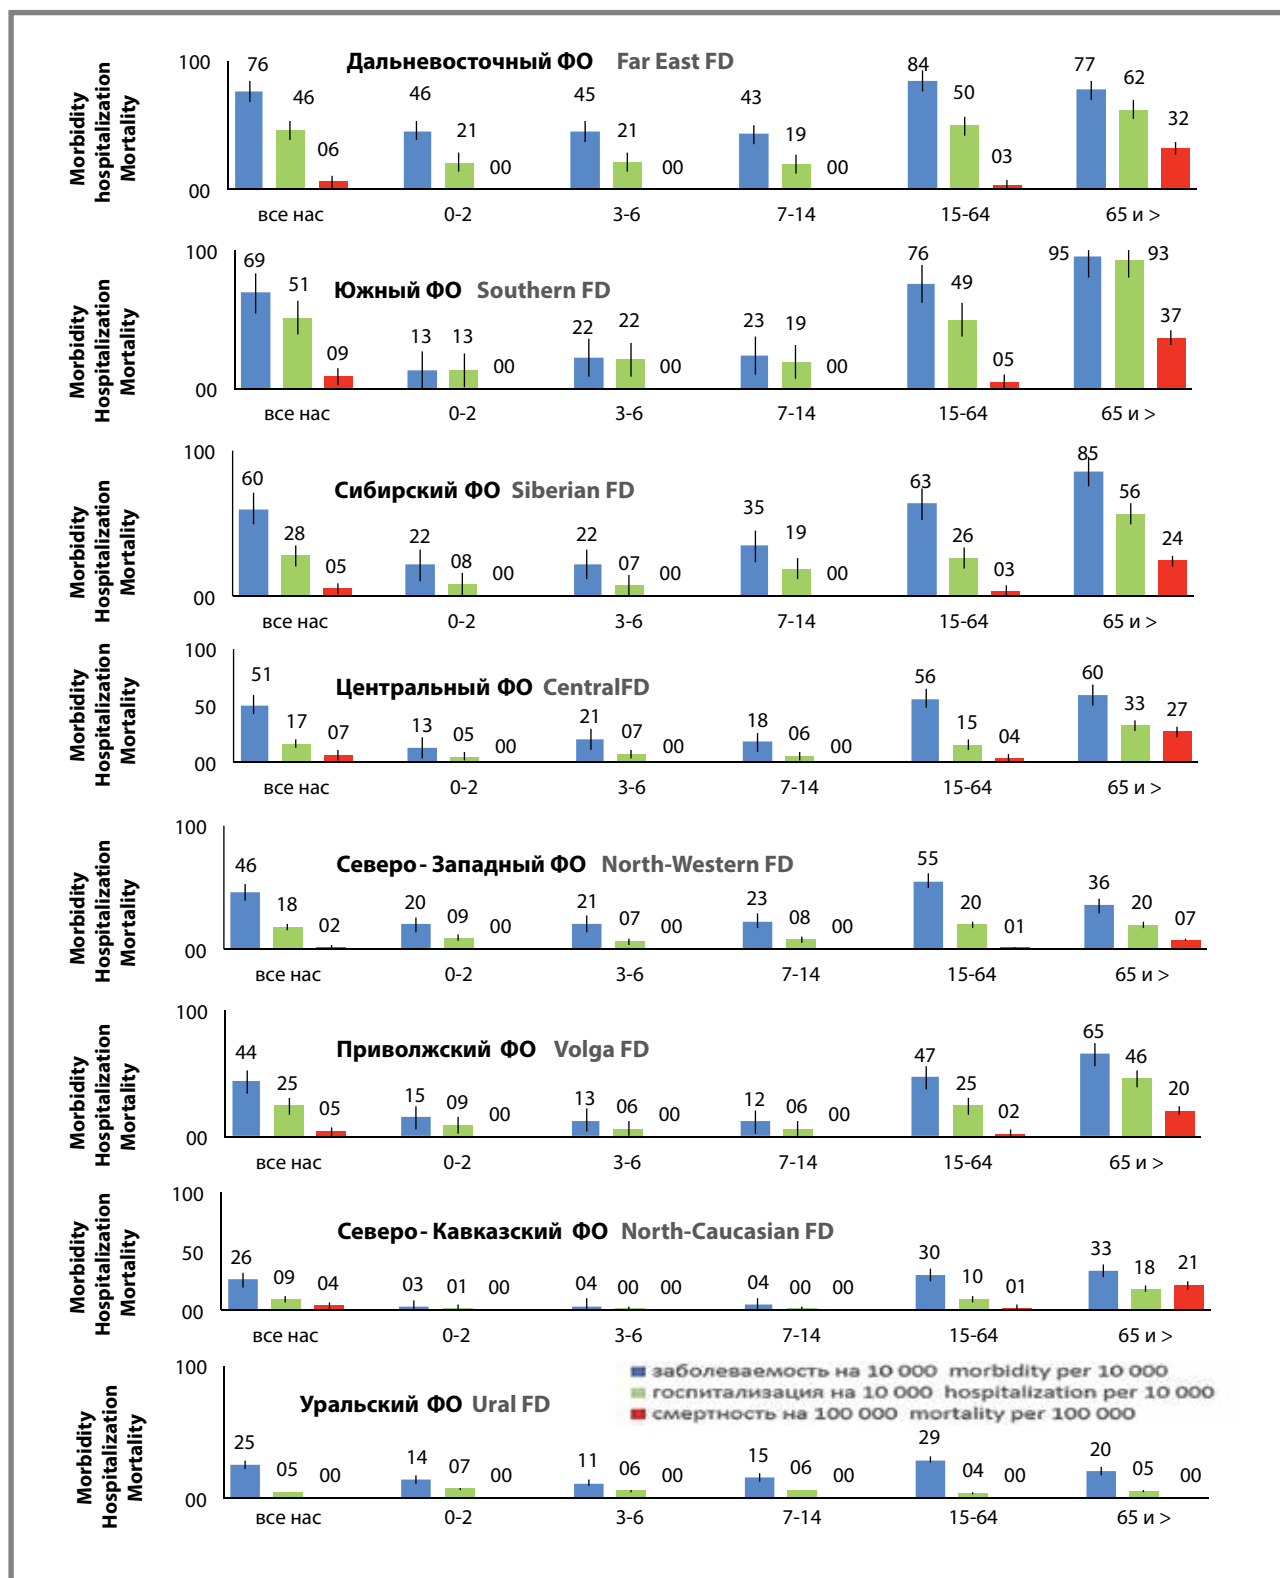 Morbidity
hospitalization
Mortality
100
00
Дальневосточный ФО Far East FD
76 46 06 46 21 00 45 21 00 43 19 00 84 50 03 77 62 32
все нас 0-2 3-6 7-14 15-64 65 и >
Morbidity
Hospitalization
Mortality
100
00
Южный ФО Southern FD
69 51 09 13 13 00 22 22 00 23 19 00 76 49 05 95 93 37
все нас 0-2 3-6 7-14 15-64 65 и >
Morbidity
Hospitalization
Mortality
100
00
Сибирский ФО Siberian FD
60 28 05 22 08 00 22 07 00 35 19 00 63 26 03 85 56 24
все нас 0-2 3-6 7-14 15-64 65 и >
Morbidity
Hospitalization
Mortality
100
50
00
Центральный ФО CentralFD
51 17 07 13 05 00 21 07 00 18 06 00 56 15 04 60 33 27
все нас 0-2 3-6 7-14 15-64 65 и >
Morbidity
Hospitalization
Mortality
100
00
Северо - Западный ФО North-Western FD
46 18 02 20 09 00 21 07 00 23 08 00 55 20 01 36 20 07
все нас 0-2 3-6 7-14 15-64 65 и >
Morbidity
Hospitalization
Mortality
100
00
Приволжский ФО Volga FD
44 25 05 15 09 00 13 06 00 12 06 00 47 25 02 65 46 20
все нас 0-2 3-6 7-14 15-64 65 и >
Morbidity
Hospitalization
Mortality
100
50
00
Северо - Кавказский ФО North-Caucasian FD
26 09 04 03 01 00 04 00 00 04 00 00 30 10 01 33 18 21
все нас 0-2 3-6 7-14 15-64 65 и >
Morbidity
Hospitalization
Mortality
100
00
Уральский ФО Ural FD
заболеваемость на 10 000 morbidity per 10 000
госпитализация на 10 000 hospitalization per 10 000
смертность на 100 000 mortality per 100 000
25 05 00 14 07 00 11 06 00 15 06 00 29 04 00 20 05 00
все нас 0-2 3-6 7-14 15-64 65 и >